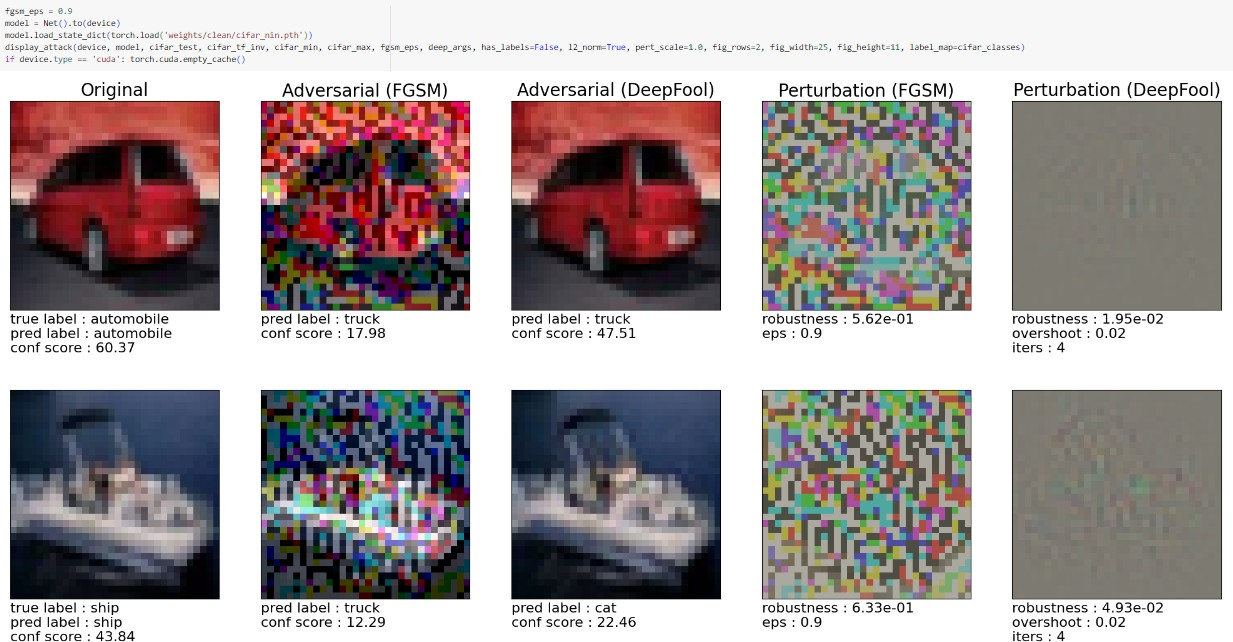 fgsm_eps = 0.9
model = Net().to(device)
model.load_state_dict(torch.load('weights/clean/cifar_nin.pth'))
display_attack(device, model, cifar_test, cifar_tf_inv, cifar_min, cifar_max, fgsm_eps, deep_args, has_labels=False, l2_norm=True, pert_scale=1.0, fig_rows=2, fig_width=25, fig_height=11, label_map=cifar_classes)
if device.type == 'cuda': torch.cuda.empty_cache()
Original
Adversarial (FGSM)
Adversarial (DeepFool)
Perturbation (FGSM)
Perturbation (DeepFool)
true label : automobile
pred label : automobile
conf score : 60.37
pred label : truck
conf score : 17.98
pred label : truck
conf score : 47.51
robustness : 5.62e-01
eps : 0.9
robustness : 1.95e-02
overshoot : 0.02
iters : 4
true label : ship
pred label : ship
conf score : 43.84
pred label : truck
conf score : 12.29
pred label : cat
conf score : 22.46
robustness : 6.33e-01
eps : 0.9
robustness : 4.93e-02
overshoot : 0.02
iters : 4